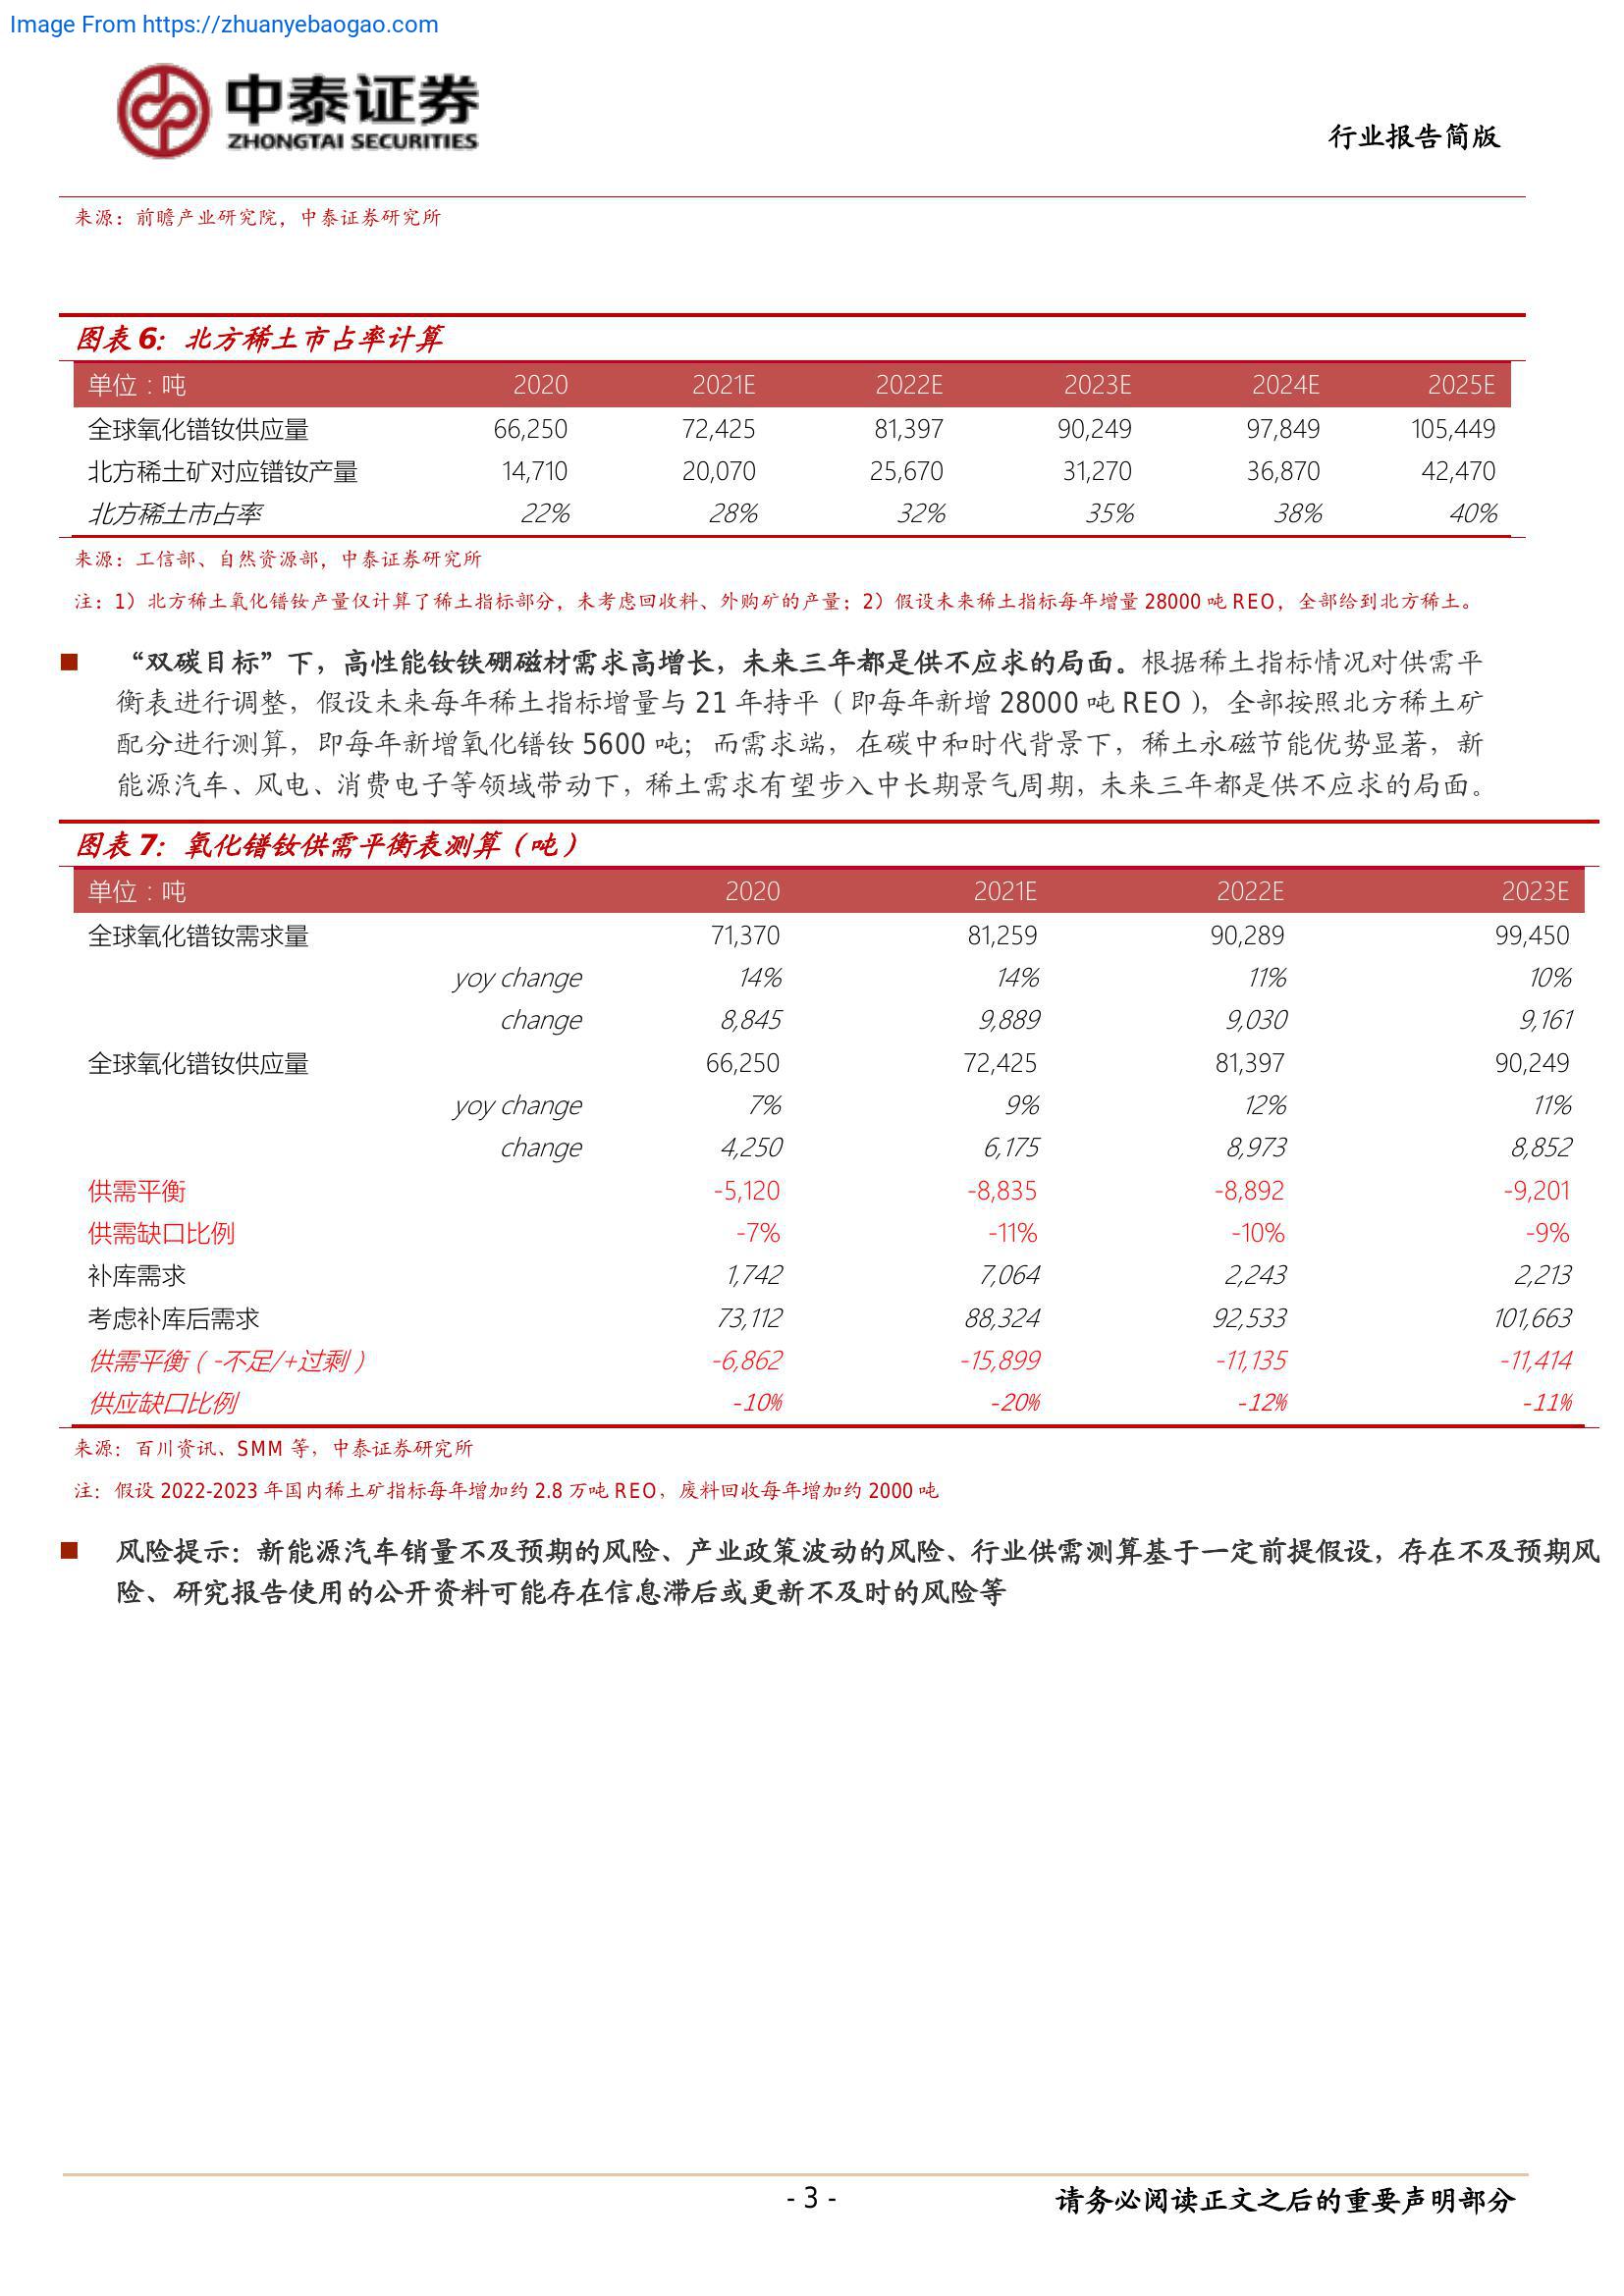 Image From https://zhuanyebaogao.com
中泰证券
ZHONGTAI SECURITIES
行业报告简版
来源：前瞻产业研究院，中泰证券研究所
图表 6：北方稀土市占率计算
单位：吨 2020 2021E 2022E 2023E 2024E 2025E
全球氧化镨钕供应量 66,250 72,425 81,397 90,249 97,849 105,449
北方稀土矿对应镨钕产量 14,710 20,070 25,670 31,270 36,870 42,470
北方稀土市占率 22% 28% 32% 35% 38% 40%
来源：工信部、自然资源部，中泰证券研究所
注：1）北方稀土氧化镨钕产量仅计算了稀土指标部分，未考虑回收料、外购矿的产量；2）假设未来稀土指标每年增量 28000 吨 REO，全部给到北方稀土。
■ “双碳目标”下，高性能钕铁硼磁材需求高增长，未来三年都是供不应求的局面。根据稀土指标情况对供需平
衡表进行调整，假设未来每年稀土指标增量与 21 年持平（即每年新增 28000 吨 REO），全部按照北方稀土矿
配分进行测算，即每年新增氧化镨钕 5600 吨；而需求端，在碳中和时代背景下，稀土永磁节能优势显著，新
能源汽车、风电、消费电子等领域带动下，稀土需求有望步入中长期景气周期，未来三年都是供不应求的局面。
图表 7：氧化镨钕供需平衡表测算（吨）
单位：吨 2020 2021E 2022E 2023E
全球氧化镨钕需求量 71,370 81,259 90,289 99,450
yoy change 14% 14% 11% 10%
change 8,845 9,889 9,030 9,161
全球氧化镨钕供应量 66,250 72,425 81,397 90,249
yoy change 7% 9% 12% 11%
change 4,250 6,175 8,973 8,852
供需平衡 -5,120 -8,835 -8,892 -9,201
供需缺口比例 -7% -11% -10% -9%
补库需求 1,742 7,064 2,243 2,213
考虑补库后需求 73,112 88,324 92,533 101,663
供需平衡（-不足/+过剩） -6,862 -15,899 -11,135 -11,414
供应缺口比例 -10% -20% -12% -11%
来源：百川资讯、SMM 等，中泰证券研究所
注：假设 2022-2023 年国内稀土矿指标每年增加约 2.8 万吨 REO，废料回收每年增加约 2000 吨
■ 风险提示：新能源汽车销量不及预期的风险、产业政策波动的风险、行业供需测算基于一定前提假设，存在不及预期风
险、研究报告使用的公开资料可能存在信息滞后或更新不及时的风险等
- 3 -
请务必阅读正文之后的重要声明部分